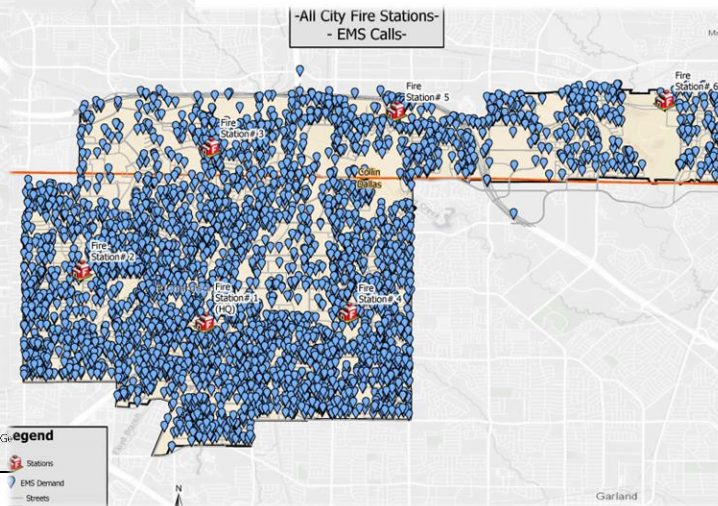 -All City Fire Stations-
- EMS Calls-
Fire
Station# 5
Fire
Station# 6
Fire
Station# 3
Collin
Dallas
Fire
Station# 2
Fire
Station# 1
(HQ)
Fire
Station# 4
egend
Stations
EMS Demand
Streets
N
Garland